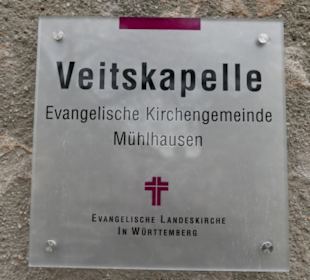 Veitskapelle
Evangelische Kirchengemeinde
Mühlhausen
Evangelische Landeskirche
In Württemberg